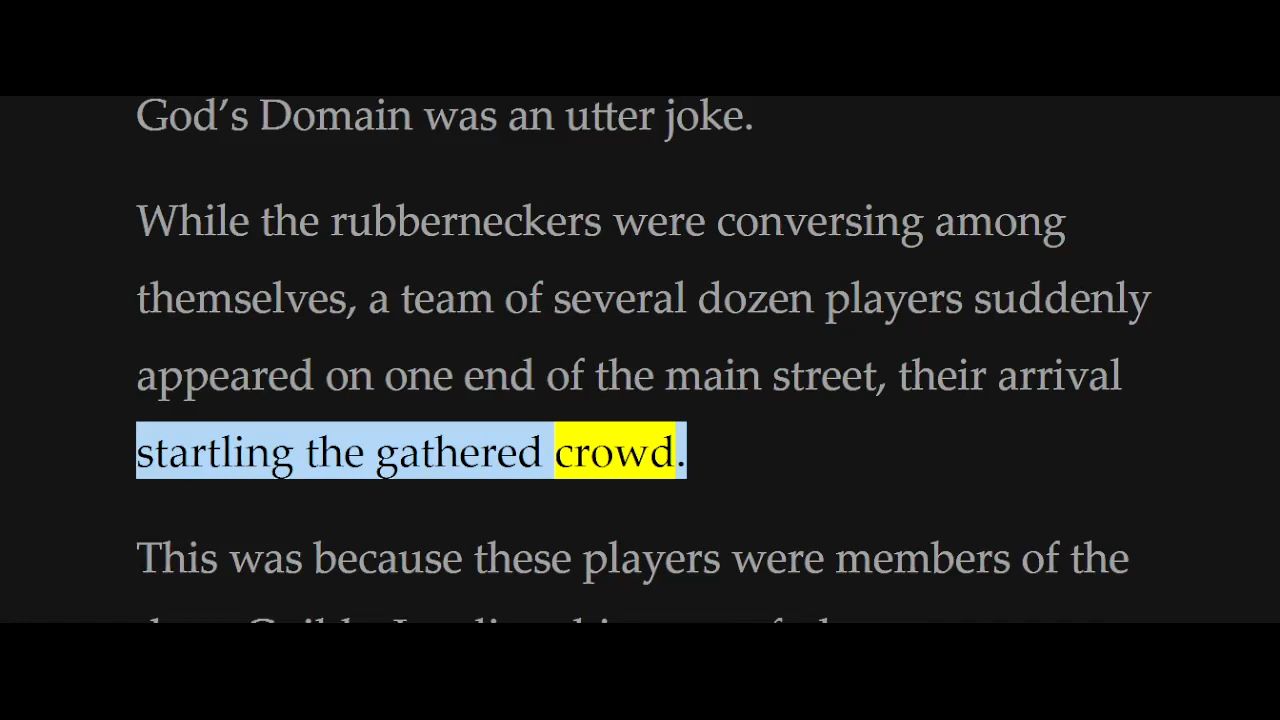 God's Domain was an utter joke.
While the rubberneckers were conversing among
themselves, a team of several dozen players suddenly
appeared on one end of the main street, their arrival
startling the gathered crowd.
This was because these players were members of the